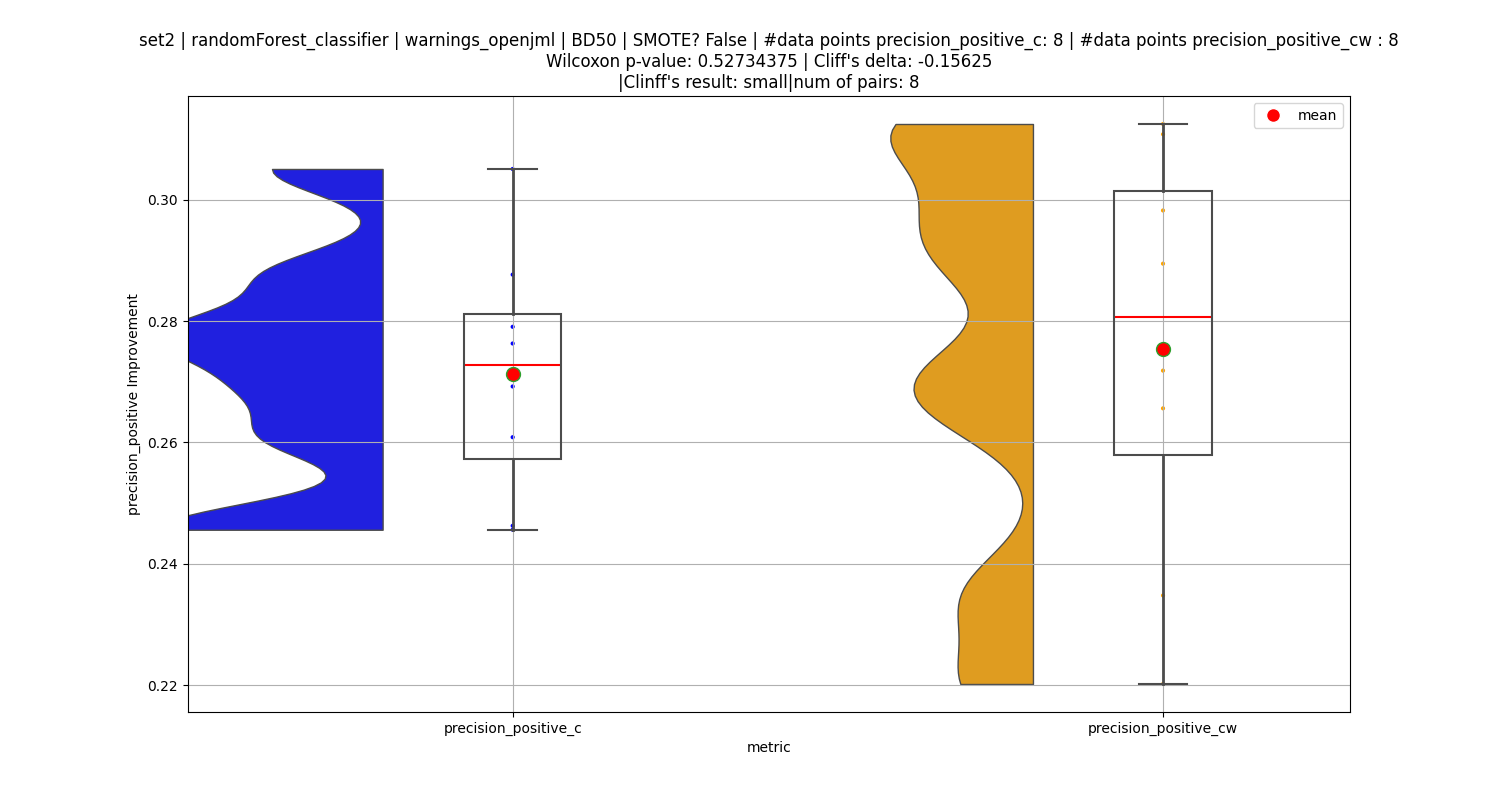 set2 | randomForest_classifier | warnings_openjml | BD50 | SMOTE? False | #data points precision_positive_c: 8 | #data points precision_positive_cw : 8
Wilcoxon p-value: 0.52734375 | Cliff's delta: -0.15625
|Clinff's result: small|num of pairs: 8
mean
0.30
0.28
0.26
0.24
0.22
precision_positive Improvement
precision_positive_c
precision_positive_cw
metric